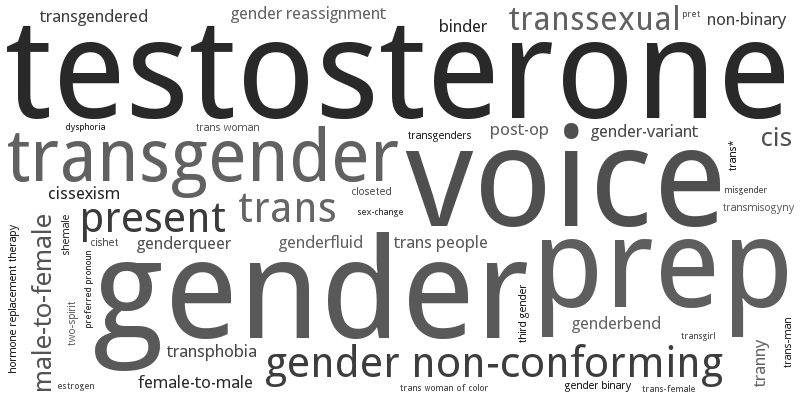 transgendered
gender reassignment
binder
transsexual
pret
non-binary
testosterone
dysphoria
trans woman
transgenders
post-op
gender-variant
cis
transgender
voice
trans*
cissexism
closeted
misgender
present
trans
sex-change
transmisogyny
male-to-female
shemale
cishet
genderqueer
genderfluid
trans people
hormone replacement therapy
two-spirit
preferred pronoun
gender
prep
third gender
genderbend
transgirl
trans-man
tranny
transphobia
gender non-conforming
estrogen
female-to-male
trans woman of color
gender binary
trans-female